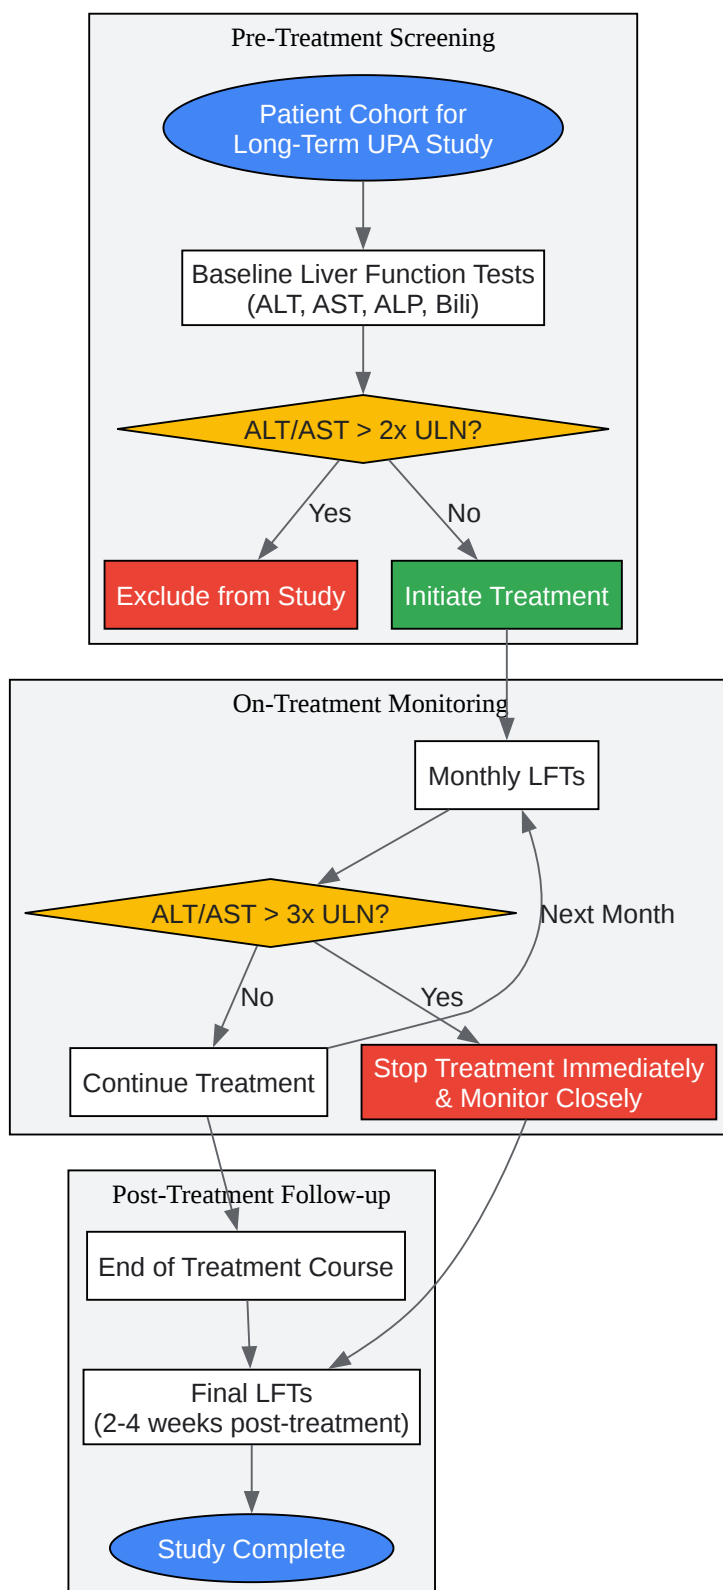 Pre-Treatment Screening
Patient Cohort for
Long-Term UPA Study
Baseline Liver Function Tests
(ALT, AST, ALP, Bili)
ALT/AST > 2x ULN?
Yes
No
Exclude from Study
Initiate Treatment
On-Treatment Monitoring
Monthly LFTs
ALT/AST > 3x ULN?
Next Month
No
Yes
Continue Treatment
Stop Treatment Immediately
& Monitor Closely
Post-Treatment Follow-up
End of Treatment Course
Final LFTs
(2-4 weeks post-treatment)
Study Complete